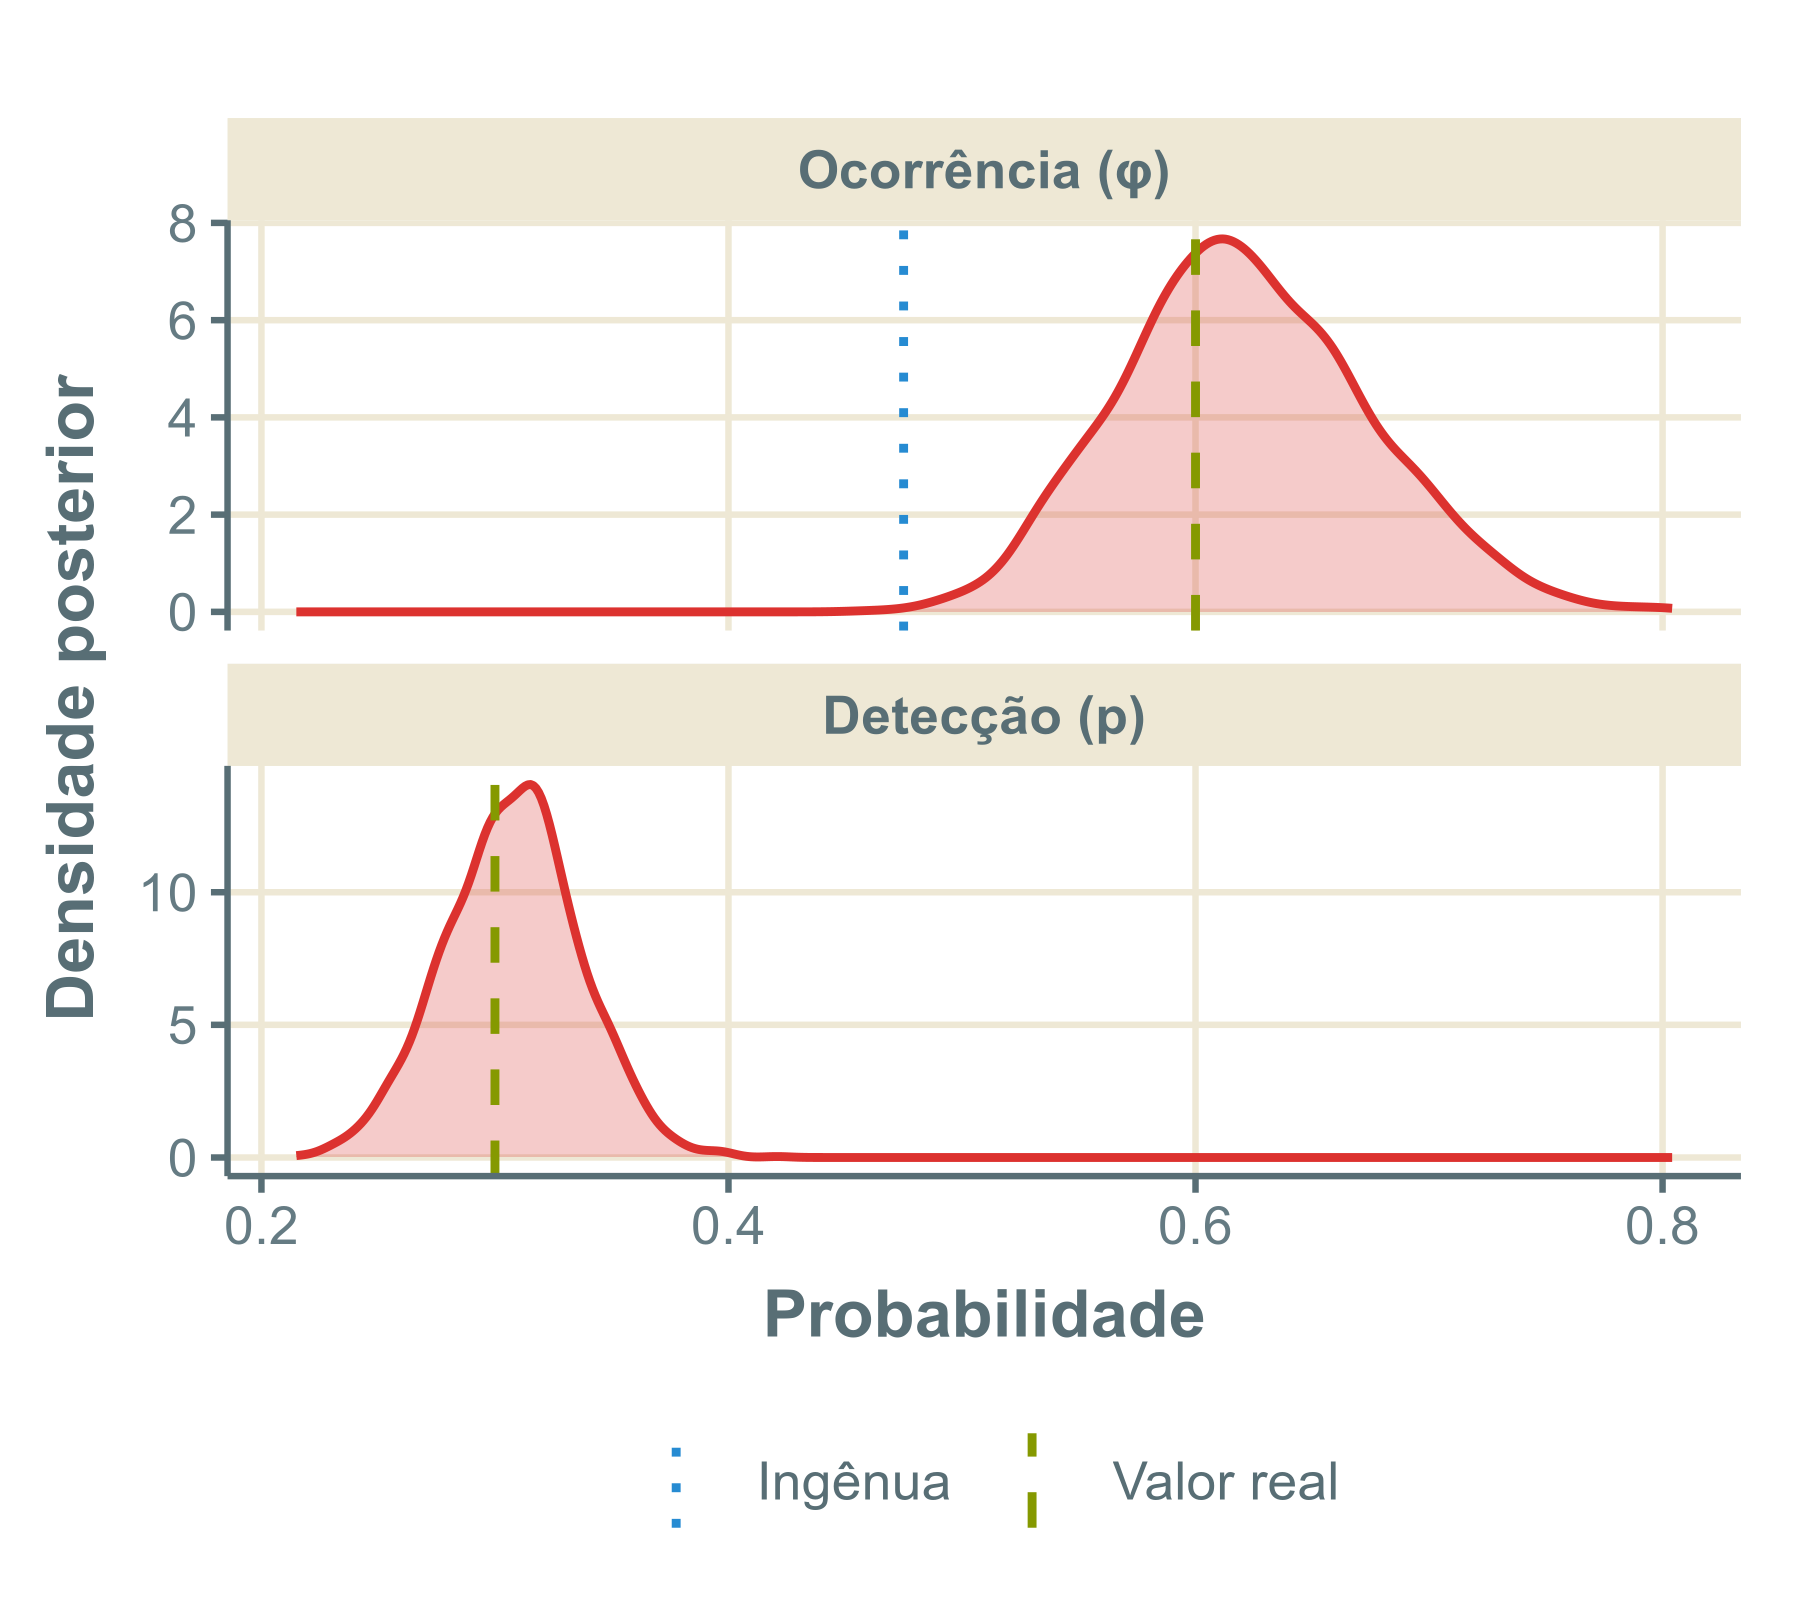 Ocorrência (φ)
8
6
4
2
0
Densidade posterior
Detecção (p)
10
5
0
0.2 0.4 0.6 0.8
Probabilidade
Ingênua Valor real